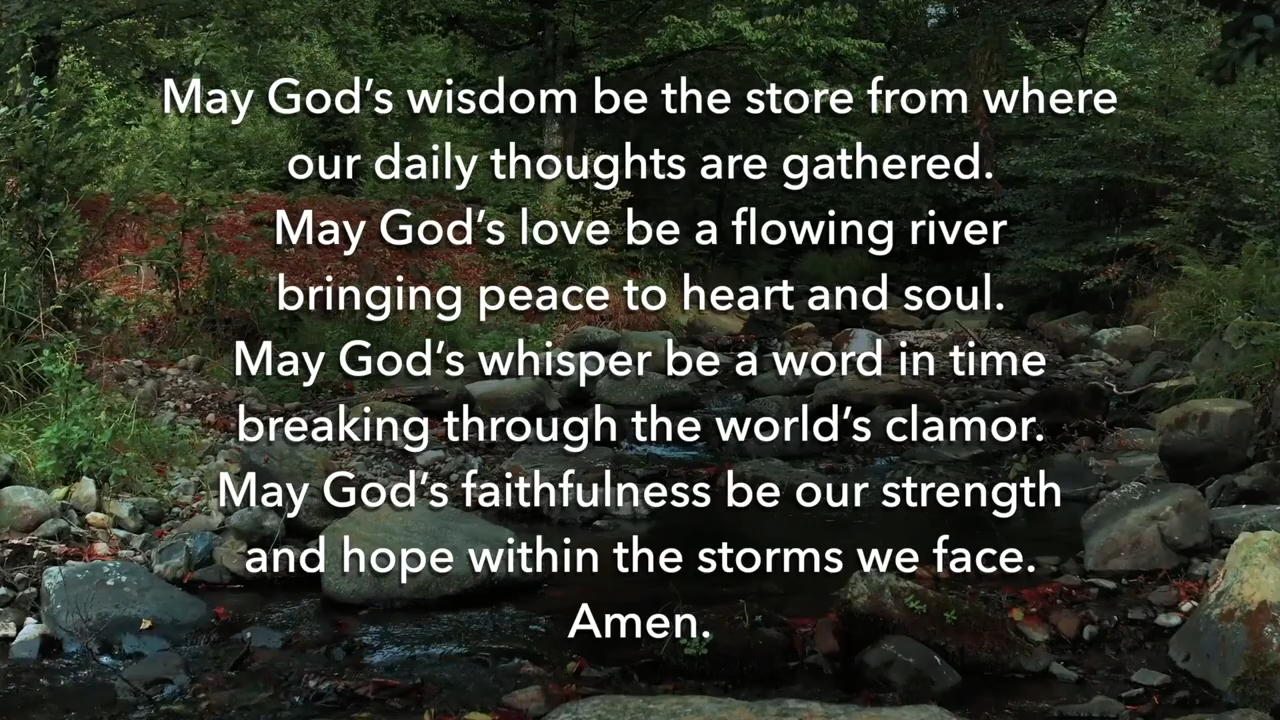 May God’s wisdom be the store from where
our daily thoughts are gathered.
May God’s love be a flowing river
bringing peace to heart and soul.
May God’s whisper be a word in time
breaking through the world’s clamor.
May God’s faithfulness be our strength
and hope within the storms we face.
Amen.